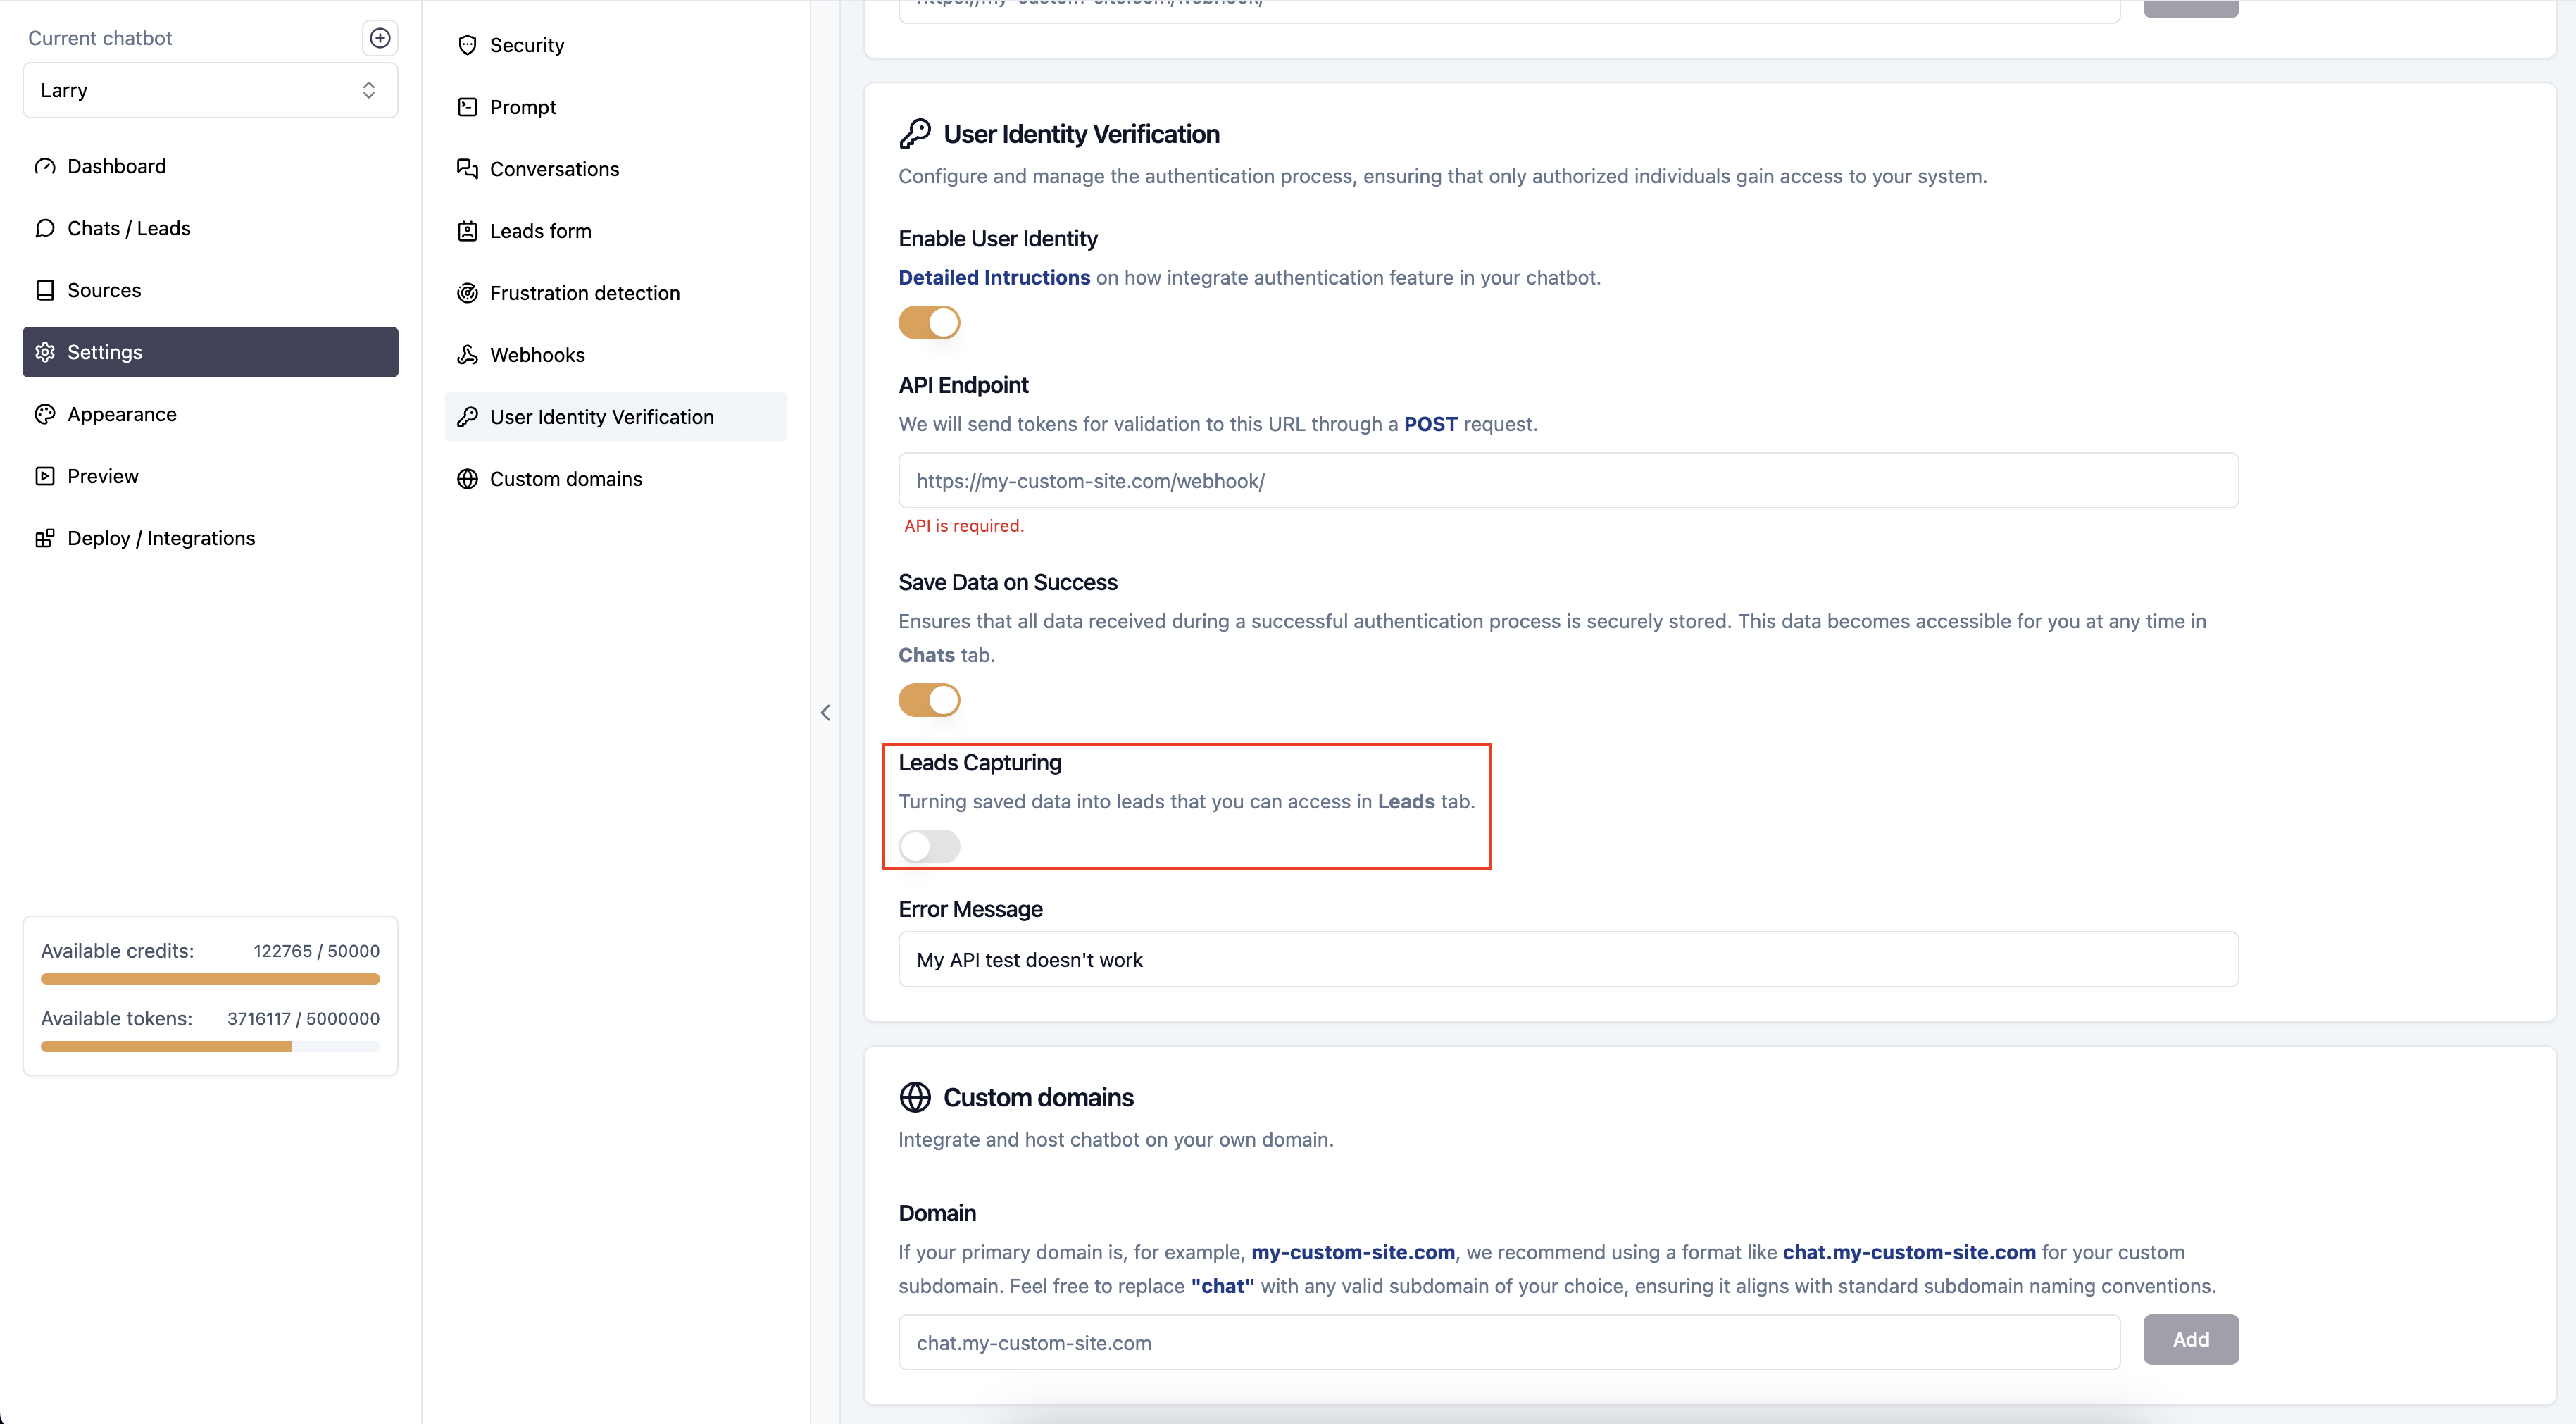 Current chatbot
Larry
Dashboard
Chats / Leads
Sources
Settings
Appearance
Preview
Deploy / Integrations
Available credits: 122765 / 50000
Available tokens: 3716117 / 5000000
Security
Prompt
Conversations
Leads form
Frustration detection
Webhooks
User Identity Verification
Custom domains
https://my-custom-site.com/webhook/
User Identity Verification
Configure and manage the authentication process, ensuring that only authorized individuals gain access to your system.
Enable User Identity
Detailed Intructions on how integrate authentication feature in your chatbot.
API Endpoint
We will send tokens for validation to this URL through a POST request.
https://my-custom-site.com/webhook/
API is required.
Save Data on Success
Ensures that all data received during a successful authentication process is securely stored. This data becomes accessible for you at any time in
Chats tab.
Leads Capturing
Turning saved data into leads that you can access in Leads tab.
Error Message
My API test doesn't work
Custom domains
Integrate and host chatbot on your own domain.
Domain
If your primary domain is, for example, my-custom-site.com, we recommend using a format like chat.my-custom-site.com for your custom
subdomain. Feel free to replace "chat" with any valid subdomain of your choice, ensuring it aligns with standard subdomain naming conventions.
chat.my-custom-site.com
Add